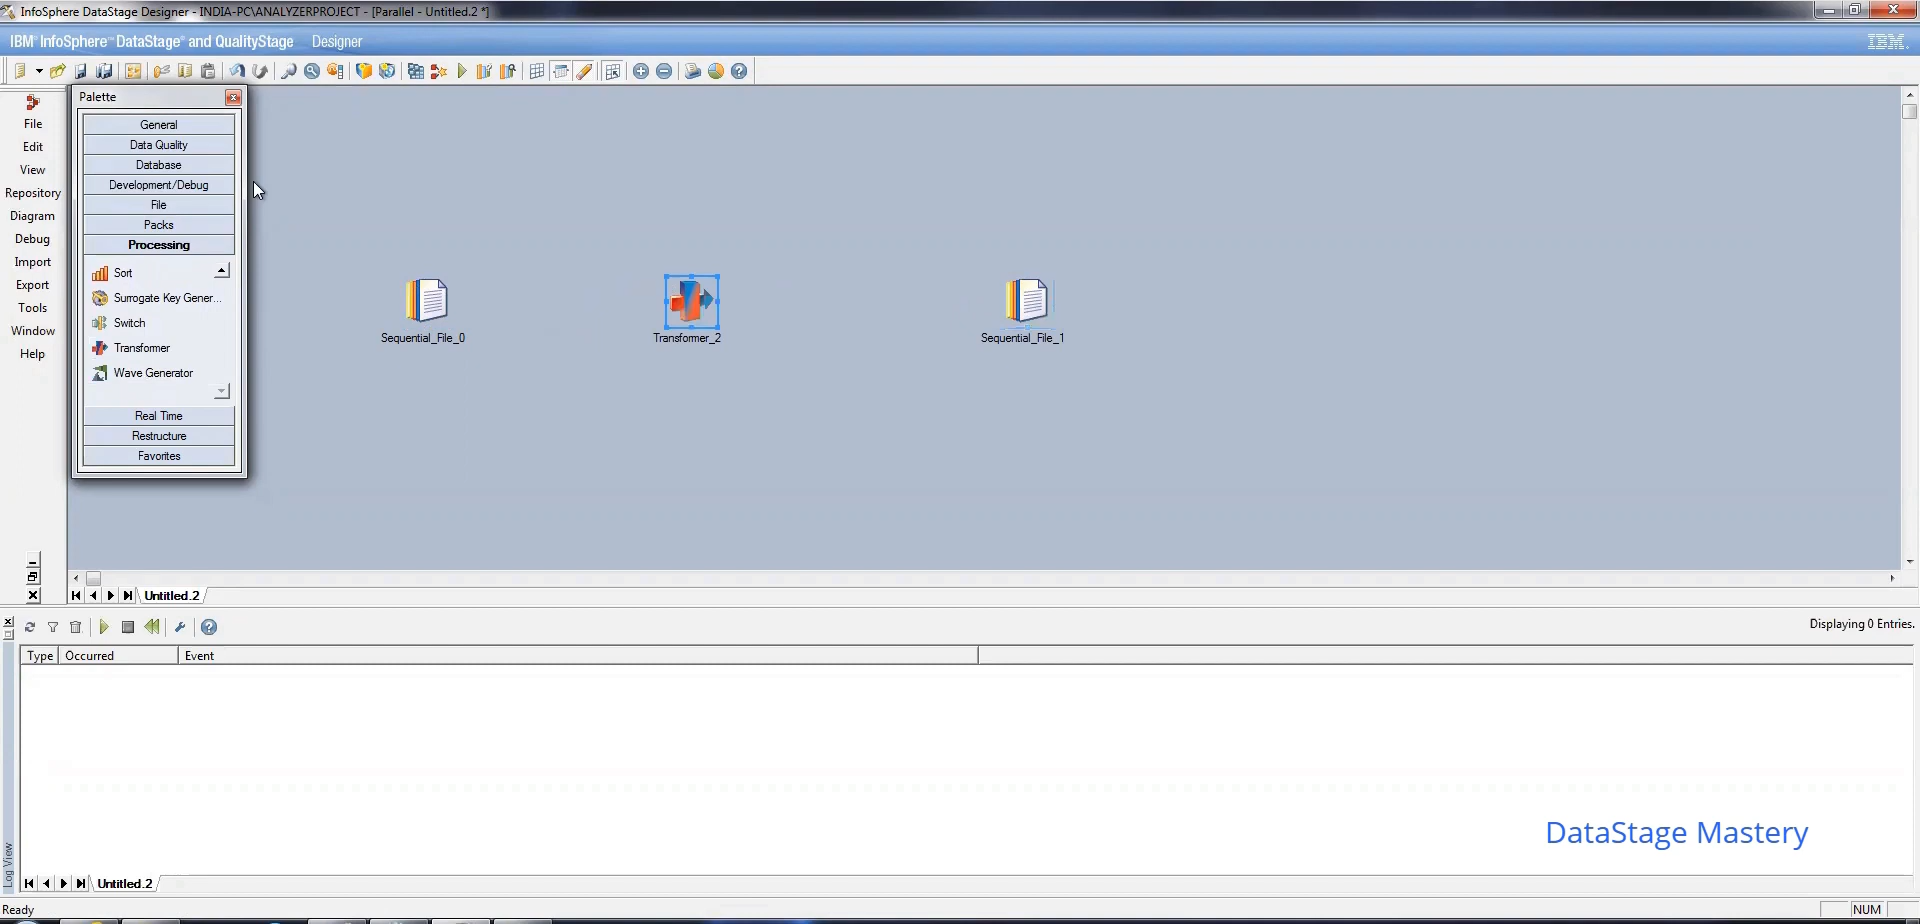 InfoSphere DataStage Designer - INDIA-PC\ANALYZERPROJECT - [Parallel - Untitled.2 *]
IBM® InfoSphere™ DataStage® and QualityStage Designer
IBM.
Palette
General
Data Quality
Database
Development/Debug
File
Packs
Processing
Sort
Surrogate Key Gener...
Switch
Transformer
Wave Generator
Real Time
Restructure
Favorites
File
Edit
View
Repository
Diagram
Debug
Import
Export
Tools
Window
Help
Sequential_File_0
Transformer_2
Sequential_File_1
Untitled.2
Displaying 0 Entries.
Type Occurred Event
DataStage Mastery
Log View
Untitled.2
Ready
NUM